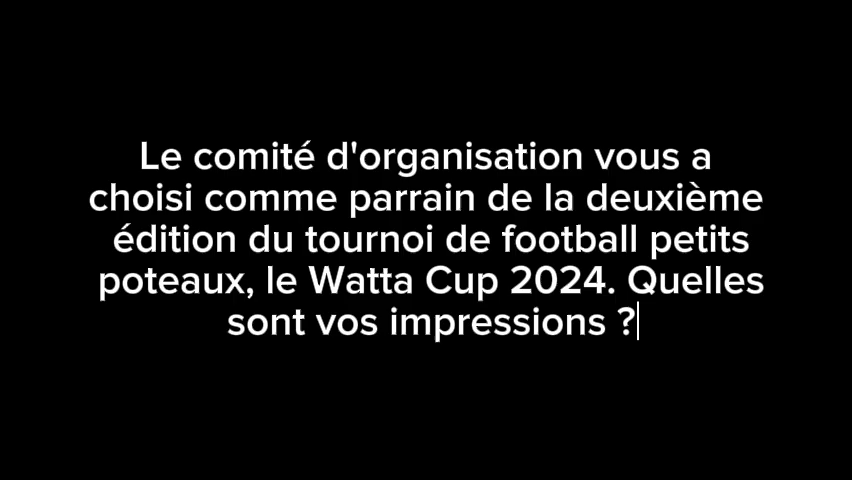 Le comité d'organisation vous a
choisi comme parrain de la deuxième
édition du tournoi de football petits
poteaux, le Watta Cup 2024. Quelles
sont vos impressions ?